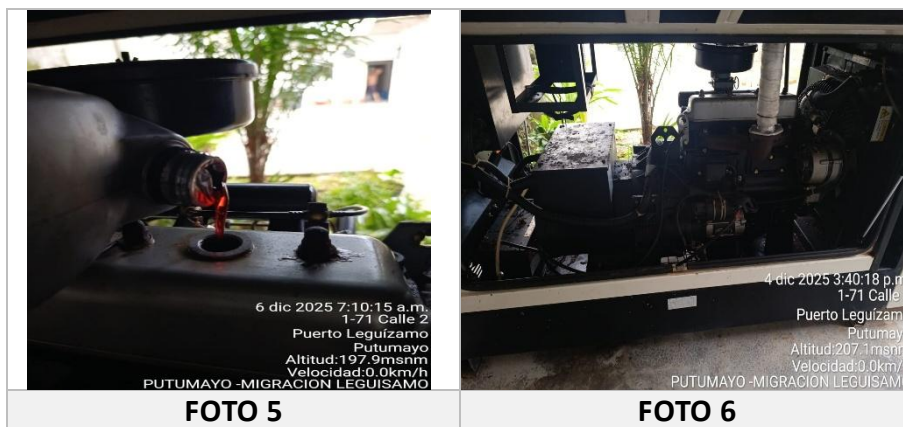 6 dic 2025 7:10:15 a.m.
1-71 Calle 2
Puerto Leguízamo
Putumayo
Altitud:197.9msnm
Velocidad:0.0km/h
PUTUMAYO -MIGRACION LEGUISAMO
FOTO 5
4 dic 2025 3:40:18 p.m
1-71 Calle
Puerto Leguízam
Putumay
Altitud:207.1msn
Velocidad:0.0km/
PUTUMAYO -MIGRACION LEGUISAMO
FOTO 6